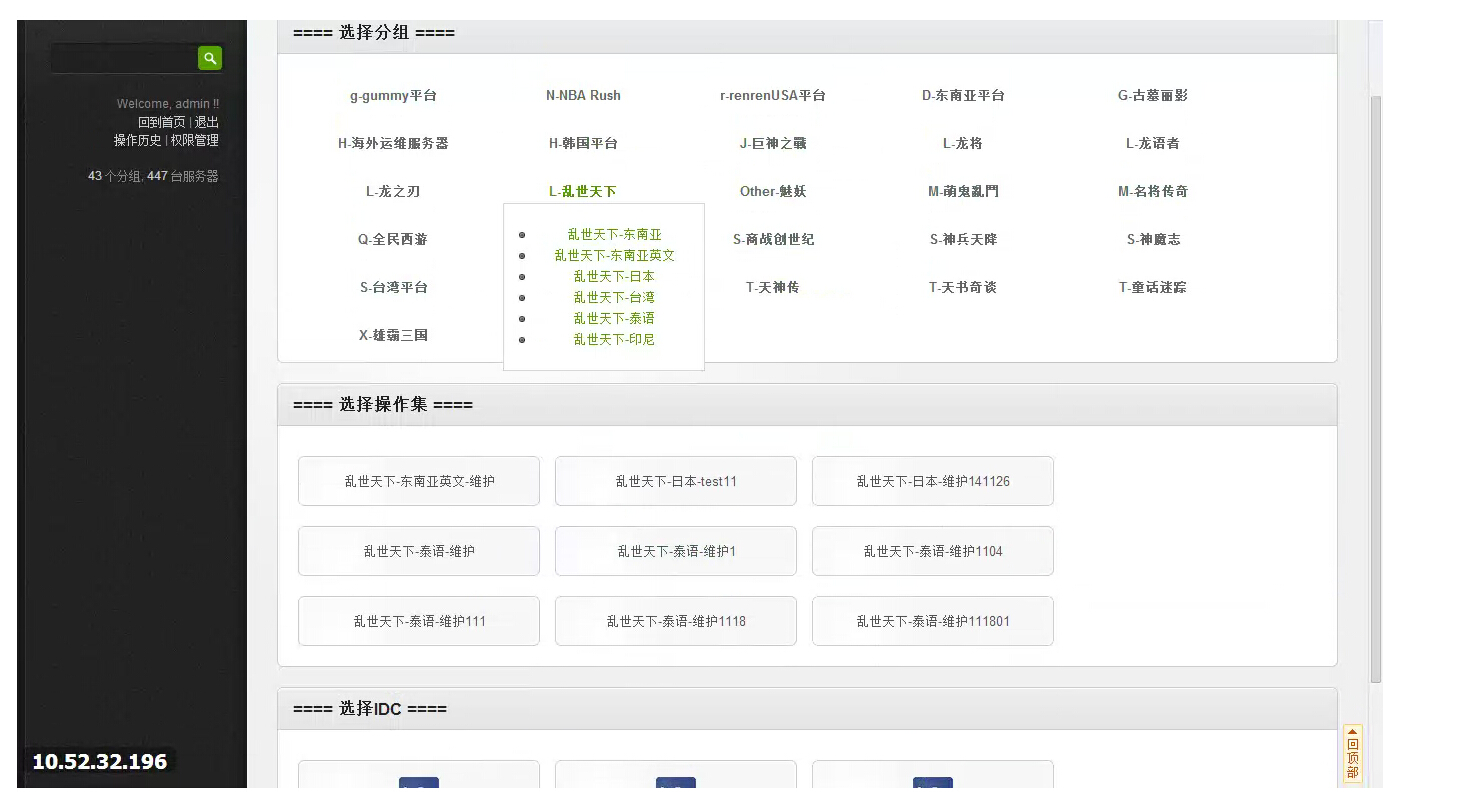 ==== 选择分组 ====
Welcome, admin !!
回到首页 | 退出
操作历史 | 权限管理
43 个分组, 447 台服务器
g-gummy平台 N-NBA Rush r-renrenUSA平台 D-东南亚平台 G-古墓丽影
H-海外运维服务器 H-韩国平台 J-巨神之戰 L-龙将 L-龙语者
L-龙之刃 L-乱世天下 Other-魅妖 M-萌鬼亂鬥 M-名将传奇
Q-全民西游 S-商战创世纪 S-神兵天降 S-神魔志
S-台湾平台 T-天神传 T-天书奇谈 T-童话迷踪
X-雄霸三国
乱世天下-东南亚
乱世天下-东南亚英文
乱世天下-日本
乱世天下-台湾
乱世天下-泰语
乱世天下-印尼
==== 选择操作集 ====
乱世天下-东南亚英文-维护 乱世天下-日本-test11 乱世天下-日本-维护141126
乱世天下-泰语-维护 乱世天下-泰语-维护1 乱世天下-泰语-维护1104
乱世天下-泰语-维护111 乱世天下-泰语-维护1118 乱世天下-泰语-维护111801
==== 选择IDC ====
回顶部
10.52.32.196